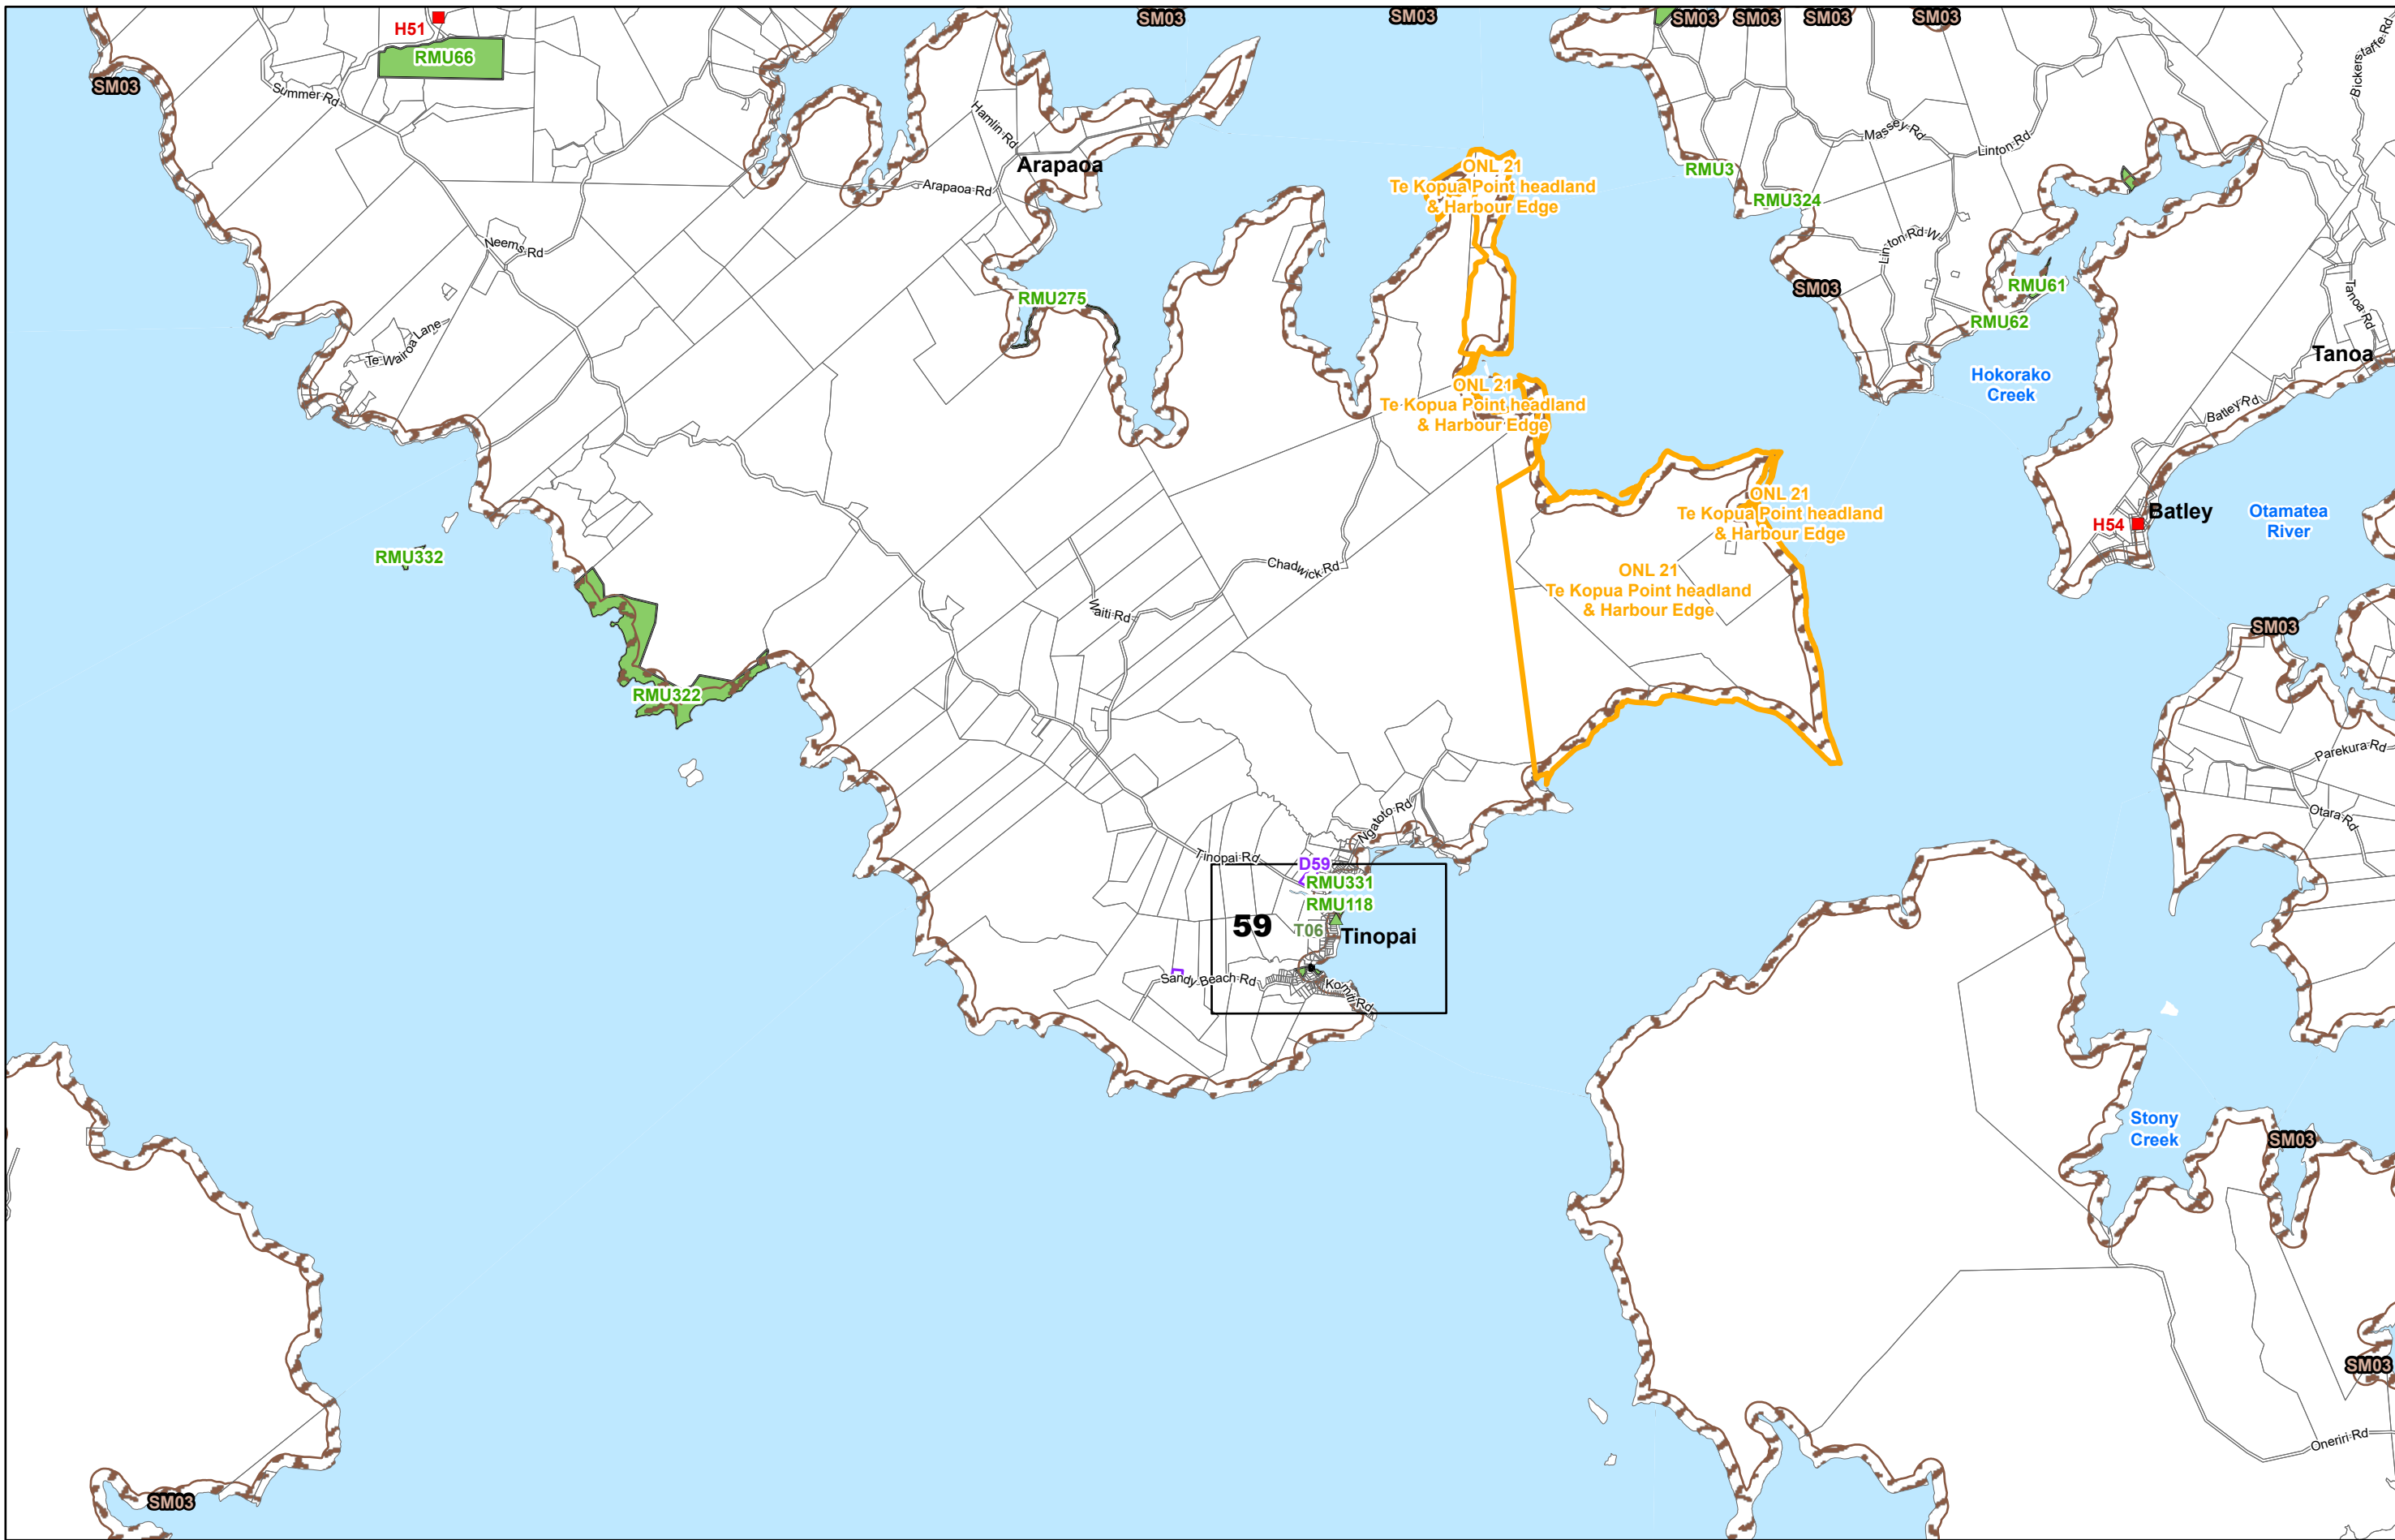 SM03
SM03
SM03
SM03
SM03
SM03
H51
RMU66
SM03
Summer Rd
Bickerstaffe Rd
Hamlin Rd
Massey Rd
Linton Rd
Arapaoa
Arapaoa Rd
ONL 21
Te Kopua Point headland
& Harbour Edge
RMU3
RMU324
Linton Rd W
Neems Rd
RMU275
SM03
RMU61
RMU62
Tanoa Rd
Te Wairoa Lane
Tanoa
Hokorako
Creek
ONL 21
Te Kopua Point headland
& Harbour Edge
Batley Rd
ONL 21
Te Kopua Point headland
& Harbour Edge
H54
Batley
Otamatea
River
RMU332
Chadwick Rd
ONL 21
Te Kopua Point headland
& Harbour Edge
Waiti Rd
SM03
RMU322
Parekura Rd
Otara Rd
Ngatoto Rd
Tinopai Rd
D59
RMU331
RMU118
59
T06
Tinopai
Sandy Beach Rd
Komiti Rd
Stony
Creek
SM03
SM03
Oneriri Rd
SM03